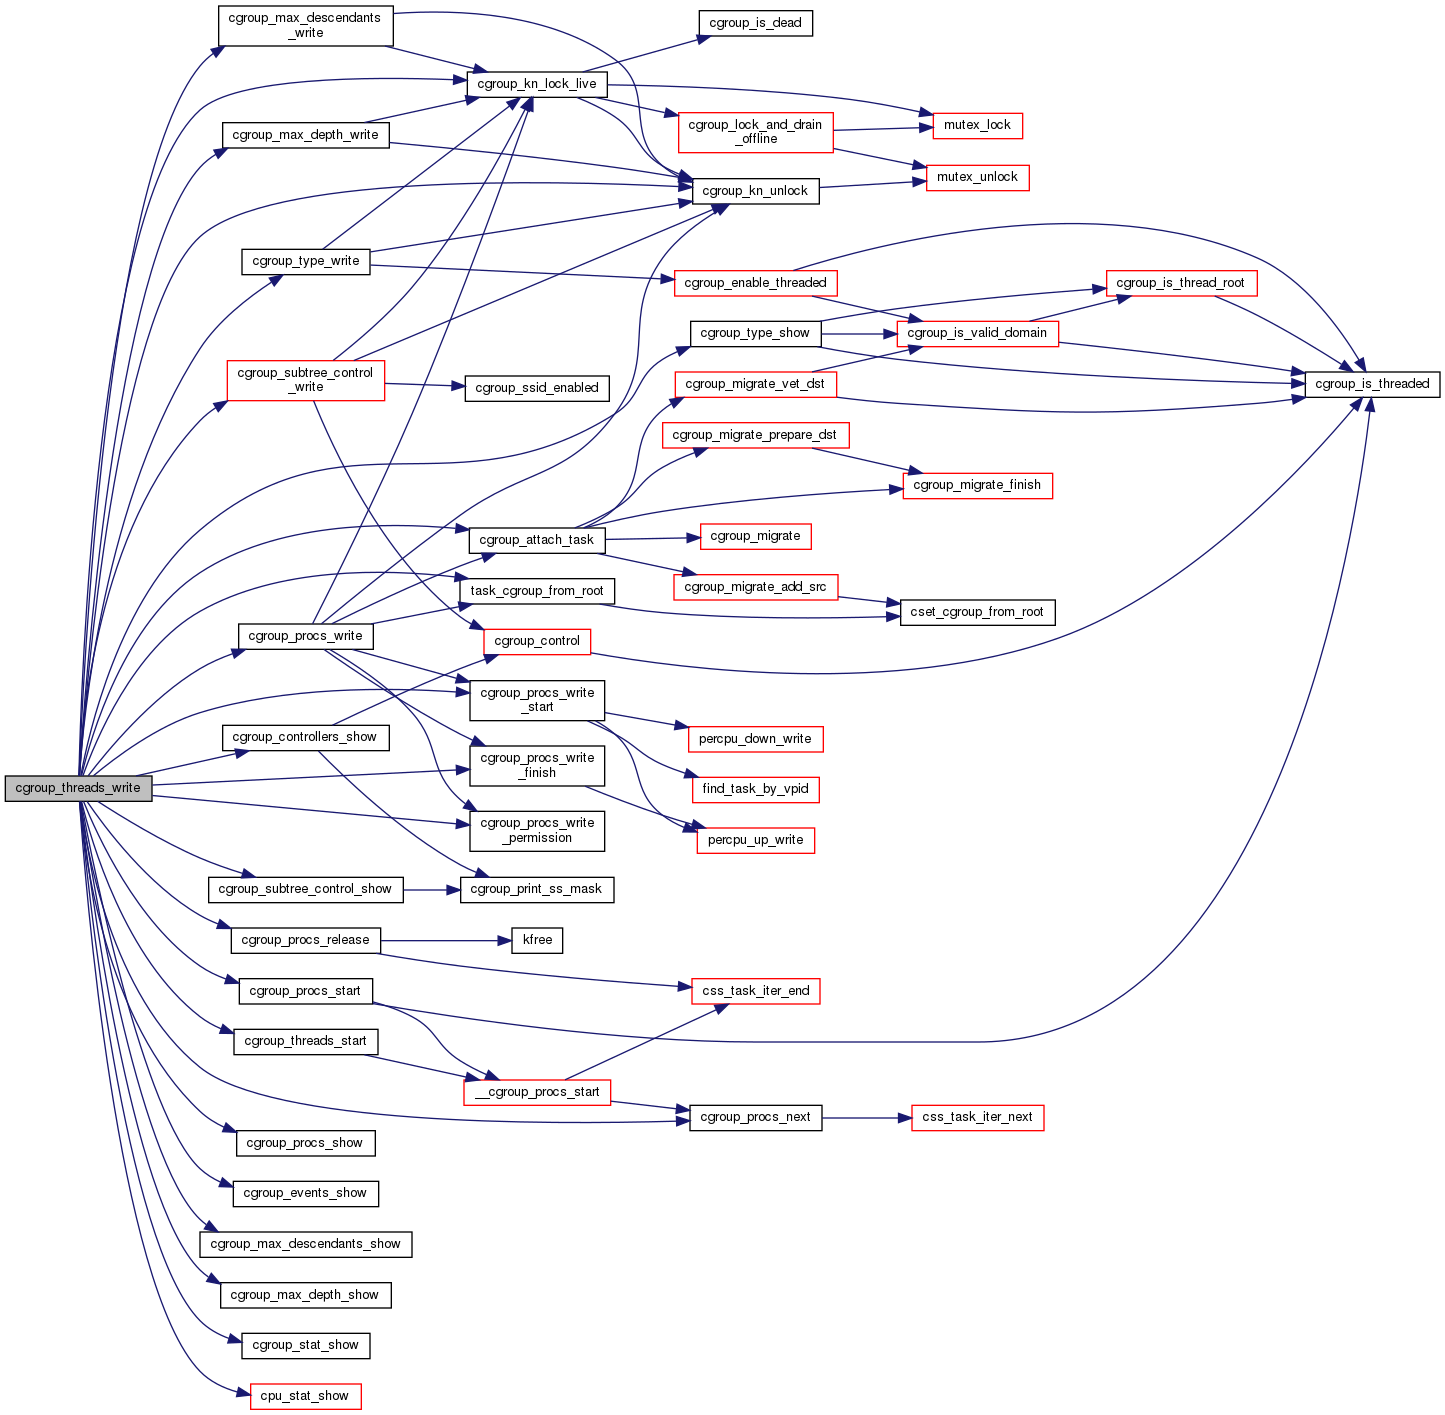 cgroup_max_descendants
_write
cgroup_is_dead
cgroup_kn_lock_live
mutex_lock
cgroup_lock_and_drain
_offline
cgroup_max_depth_write
mutex_unlock
cgroup_kn_unlock
cgroup_type_write
cgroup_enable_threaded
cgroup_is_thread_root
cgroup_type_show
cgroup_is_valid_domain
cgroup_subtree_control
_write
cgroup_ssid_enabled
cgroup_migrate_vet_dst
cgroup_is_threaded
cgroup_migrate_prepare_dst
cgroup_migrate_finish
cgroup_attach_task
cgroup_migrate
cgroup_migrate_add_src
task_cgroup_from_root
cset_cgroup_from_root
cgroup_procs_write
cgroup_control
cgroup_procs_write
_start
cgroup_controllers_show
percpu_down_write
cgroup_procs_write
_finish
cgroup_threads_write
find_task_by_vpid
cgroup_procs_write
_permission
percpu_up_write
cgroup_subtree_control_show
cgroup_print_ss_mask
cgroup_procs_release
kfree
cgroup_procs_start
css_task_iter_end
cgroup_threads_start
__cgroup_procs_start
cgroup_procs_next
css_task_iter_next
cgroup_procs_show
cgroup_events_show
cgroup_max_descendants_show
cgroup_max_depth_show
cgroup_stat_show
cpu_stat_show